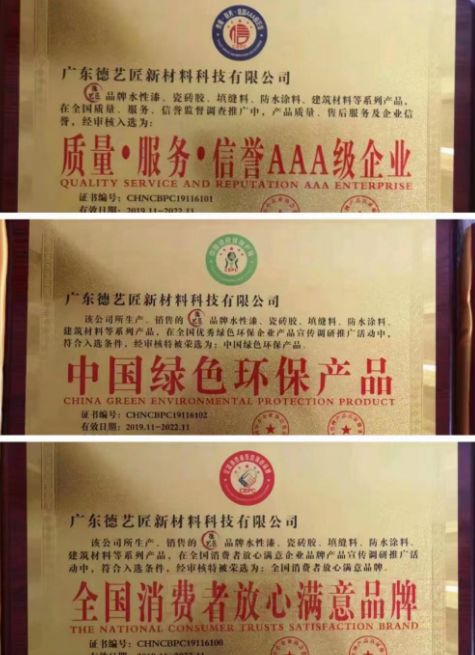 广东德艺匠新材料科技有限公司
品牌水性漆、瓷砖胶、填缝料、防水涂料、建筑材料等系列产品,
在全国质量、服务、信誉监督调查推广中,产品质量、售后服务及企业信
誉,经审核入选为:
质量·服务·信誉AAA级企业
QUALITY SERVICE AND REPUTATION AAA ENTERPRISE
证书编号:CHNCBPC19116101
有效日期:2019.11-2022.11
广东德艺匠新材料科技有限公司
该公司所生产、销售的 品牌水性漆、瓷砖胶、填缝料、防水涂料、
建筑材料等系列产品,在全国优秀绿色环保企业产品宣传调研推广活动中,
符合入选条件,经审核特被荣选为:中国绿色环保产品.
中国绿色环保产品
CHINA GREEN ENVIRONMENTAL PROTECTION PRODUCT
证书编号:CHNCBPC19116102
有效日期:2019.11-2022.11
广东德艺匠新材料科技有限公司
该公司所生产、销售的 品牌水性漆、瓷砖胶、填缝料、防水涂料、
建筑材料等系列产品,在全国消费者放心满意企业品牌产品宣传调研推广活
动中,符合入选条件,经审核特被荣选为:全国消费者放心满意品牌.
全国消费者放心满意品牌
THE NATIONAL CONSUMER TRUSTS SATISFACTION BRAND
证书编号:CHNCBPC19116100